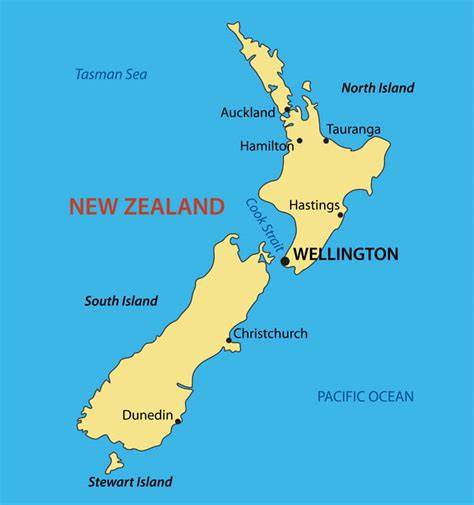 Tasman Sea
North Island
Auckland
Tauranga
Hamilton
NEW ZEALAND
Hastings
Cook Strait
WELLINGTON
South Island
Christchurch
PACIFIC OCEAN
Dunedin
Stewart Island